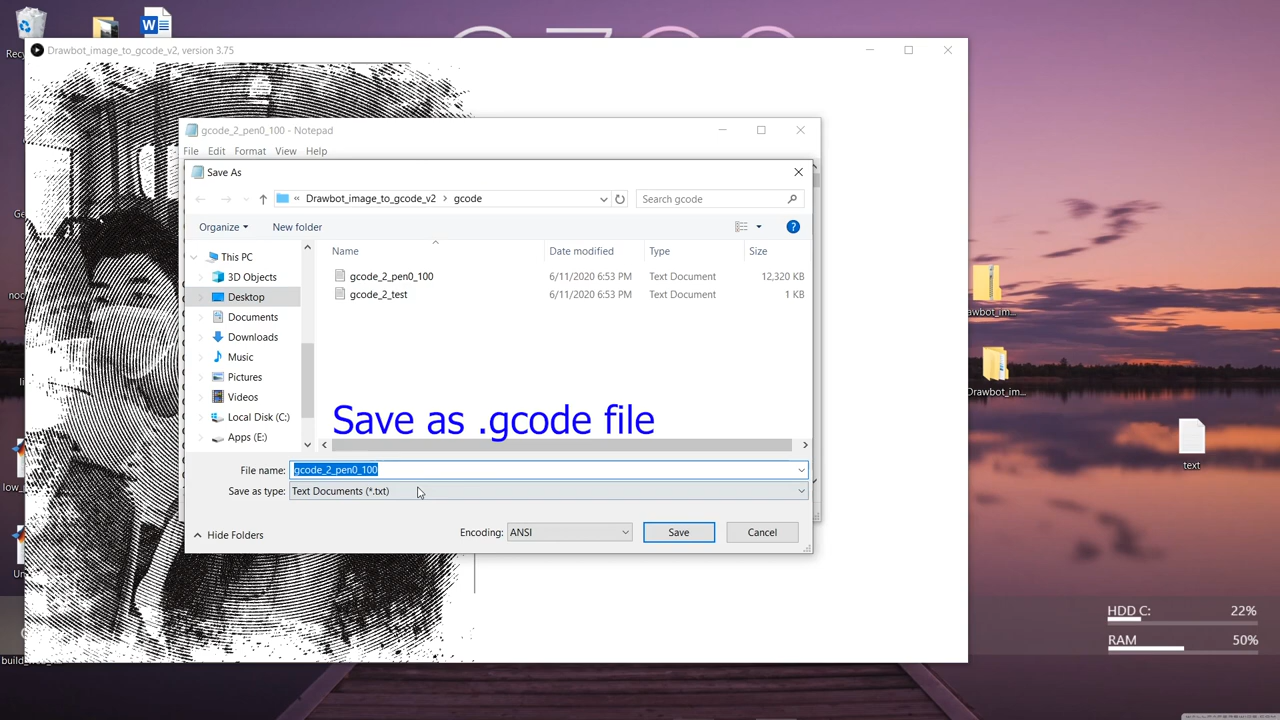 Drawbot_image_to_gcode_v2, version 3.75
gcode_2_pen0_100 - Notepad
File Edit Format View Help
Save As
« Drawbot_image_to_gcode_v2 › gcode
Search gcode
Organize New folder
Name Date modified Type Size
This PC
3D Objects
Desktop
Documents
Downloads
Music
Pictures
Videos
Local Disk (C:)
Apps (E:)
gcode_2_pen0_100 6/11/2020 6:53 PM Text Document 12,320 KB
gcode_2_test 6/11/2020 6:53 PM Text Document 1 KB
Save as .gcode file
File name: gcode_2_pen0_100
Save as type: Text Documents (*.txt)
Hide Folders
Encoding: ANSI Save Cancel
awbot_im...
Drawbot_im...
text
HDD C: 22%
RAM 50%